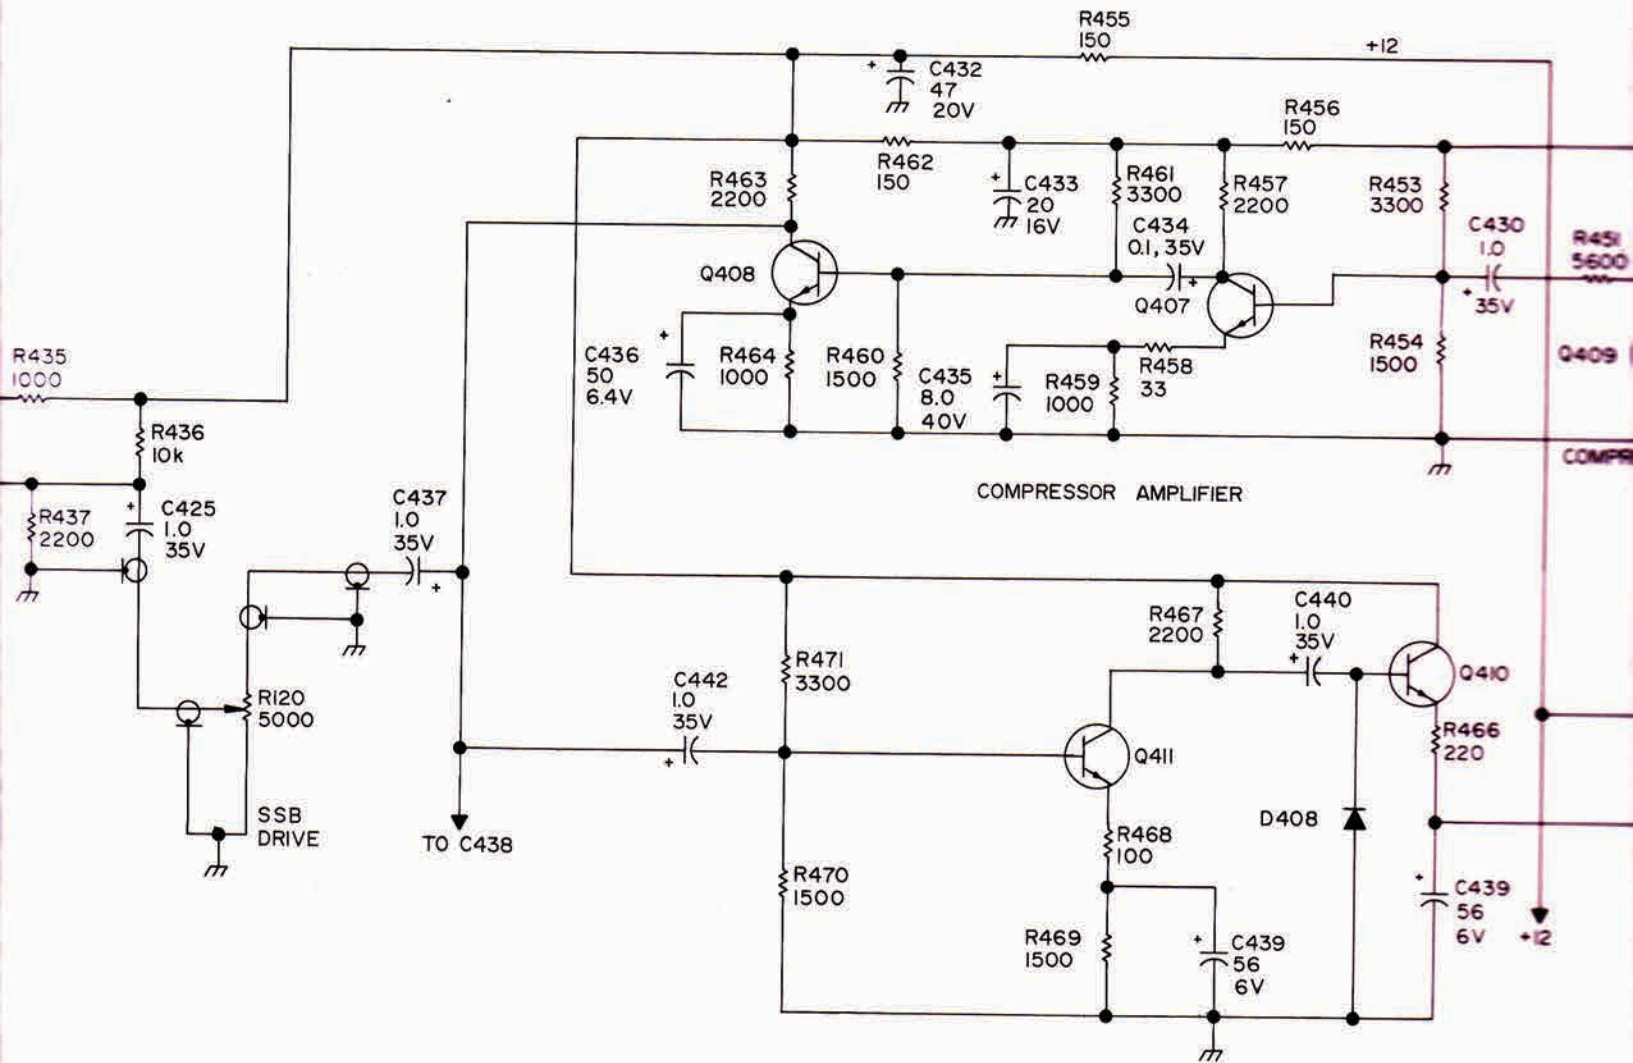 R455
150
+12
+
C432
47
20V
R456
150
R462
150
R463
2200
+
C433
20
16V
R461
3300
R457
2200
R453
3300
C434
0.1, 35V
+
C430
1.0
+
35V
R451
5600
Q408
Q407
Q409
R435
1000
+
C436
50
6.4V
R464
1000
R460
1500
C435
8.0
40V
+
R459
1000
R458
33
R454
1500
R436
10k
COMPR
COMPRESSOR AMPLIFIER
R437
2200
+
C425
1.0
35V
C437
1.0
35V
+
R467
2200
C440
1.0
35V
+
R471
3300
C442
1.0
35V
+
Q410
R120
5000
Q411
R466
220
SSB
DRIVE
TO C438
R468
100
D408
R470
1500
+
C439
56
6V
R469
1500
+
C439
56
6V
+12